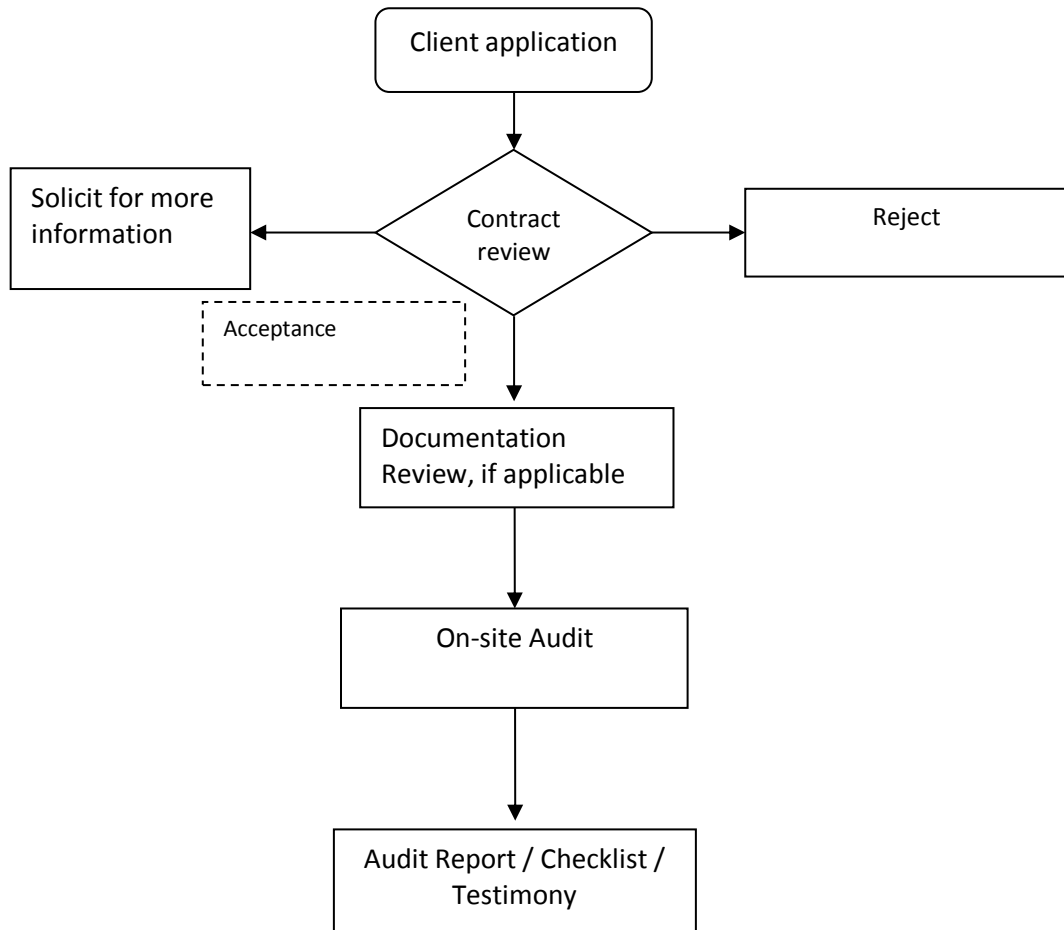 Client application
Solicit for more
information
Contract
review
Reject
Acceptance
Documentation
Review, if applicable
On-site Audit
Audit Report / Checklist /
Testimony